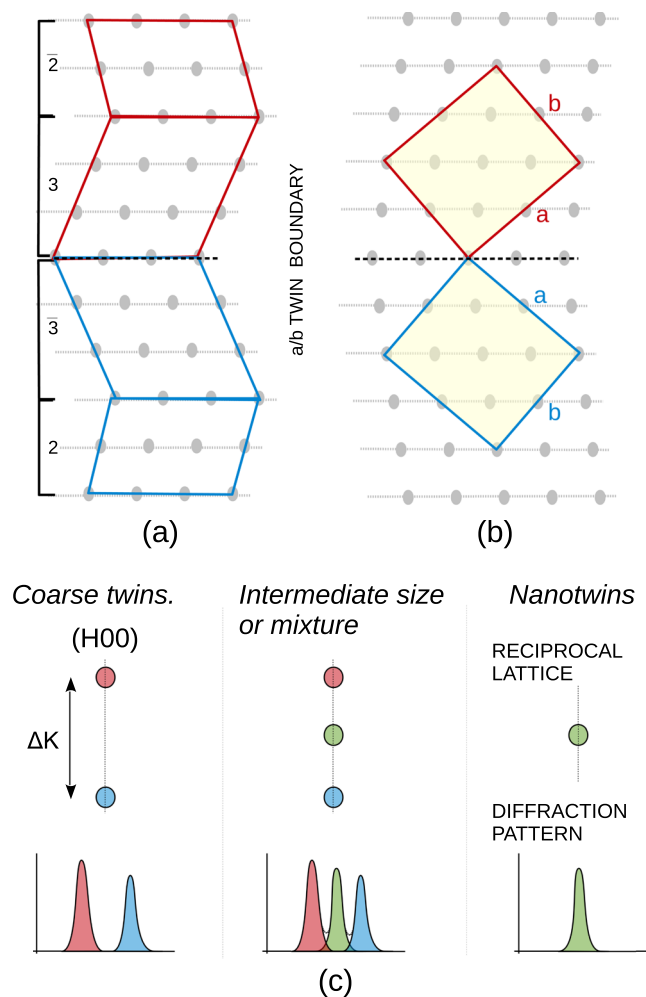 2̅
3
3̅
2
a/b TWIN BOUNDARY
b
a
a
b
(a)
(b)
Coarse twins.
(H00)
ΔK
Intermediate size
or mixture
Nanotwins
RECIPROCAL
LATTICE
DIFFRACTION
PATTERN
(c)